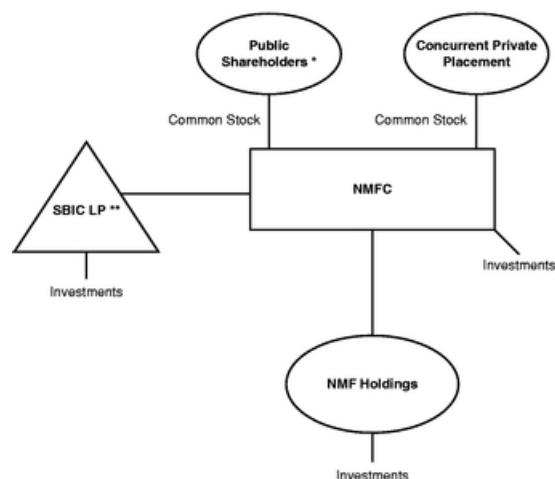 Public
Shareholders *
Concurrent Private
Placement
Common Stock
Common Stock
NMFC
SBIC LP **
Investments
Investments
NMF Holdings
Investments